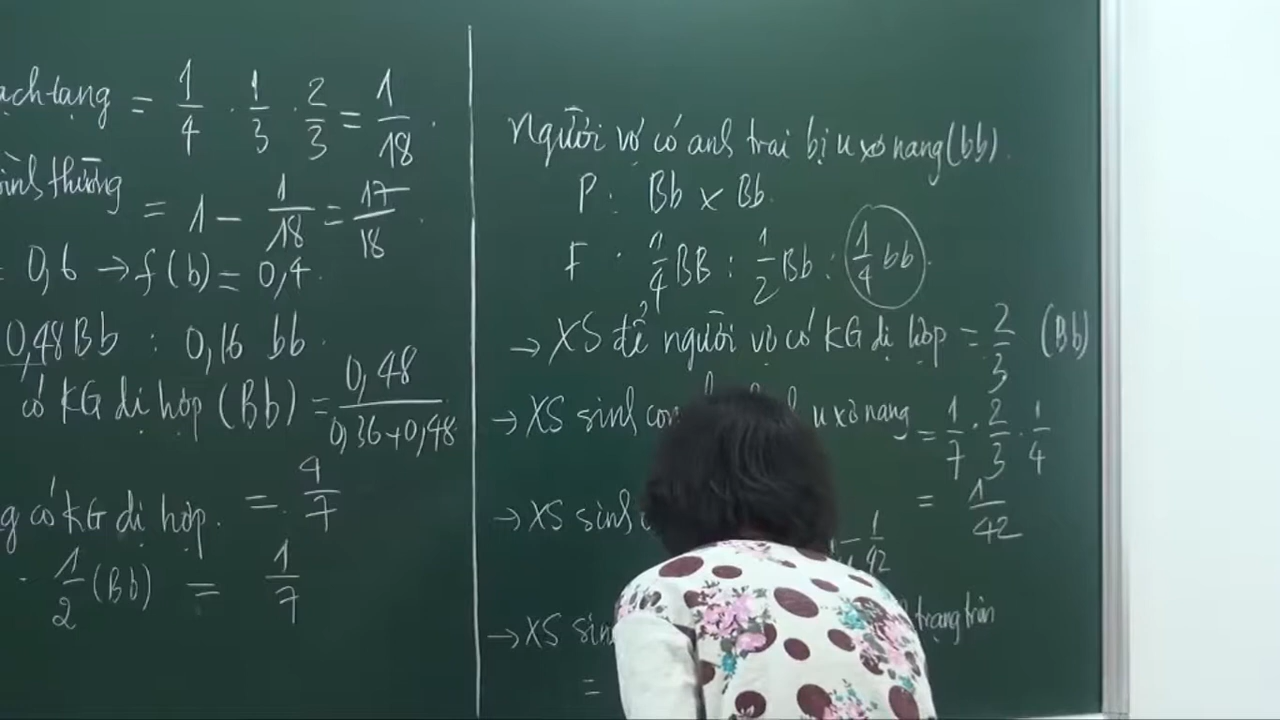 ạch tạng = 1/4 . 1/3 . 2/3 = 1/18 .
ình thường = 1 - 1/18 = 17/18 .
= 0,6 → f(b) = 0,4 .
0,48 Bb : 0,16 bb .
có KG dị hợp (Bb) = 0,48/0,36+0,48
g có KG dị hợp . = 4/7
. 1/2 (Bb) = 1/7
Người vợ có anh trai bị u xơ nang (bb) .
P : Bb x Bb .
F : 1/4 BB : 1/2 Bb : 1/4 bb .
→ XS để người vợ có KG dị hợp = 2/3 (Bb)
→ XS sinh con u xơ nang = 1/7 . 2/3 . 1/4
= 1/42
→ XS sinh - 1/42
→ XS sin trạng trên
=